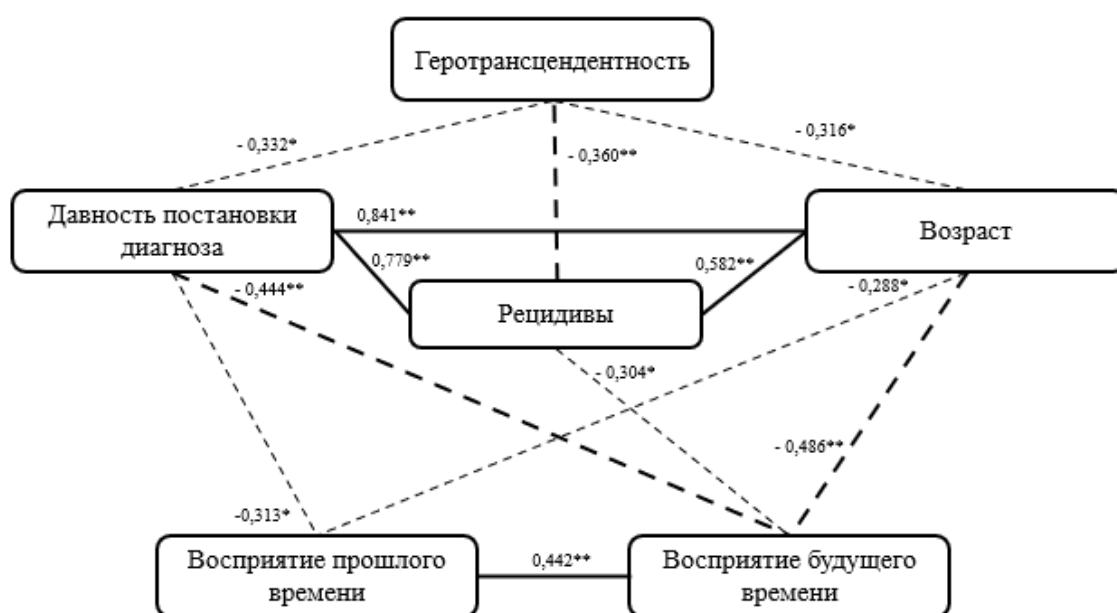 Геротрансцендентность
- 0,332*
- 0,316*
- 0,360**
Давность постановки
диагноза
0,841**
Возраст
0,779**
0,582**
- 0,444**
- 0,288*
Рецидивы
- 0,304*
- 0,486**
-0,313*
Восприятие прошлого
времени
0,442**
Восприятие будущего
времени